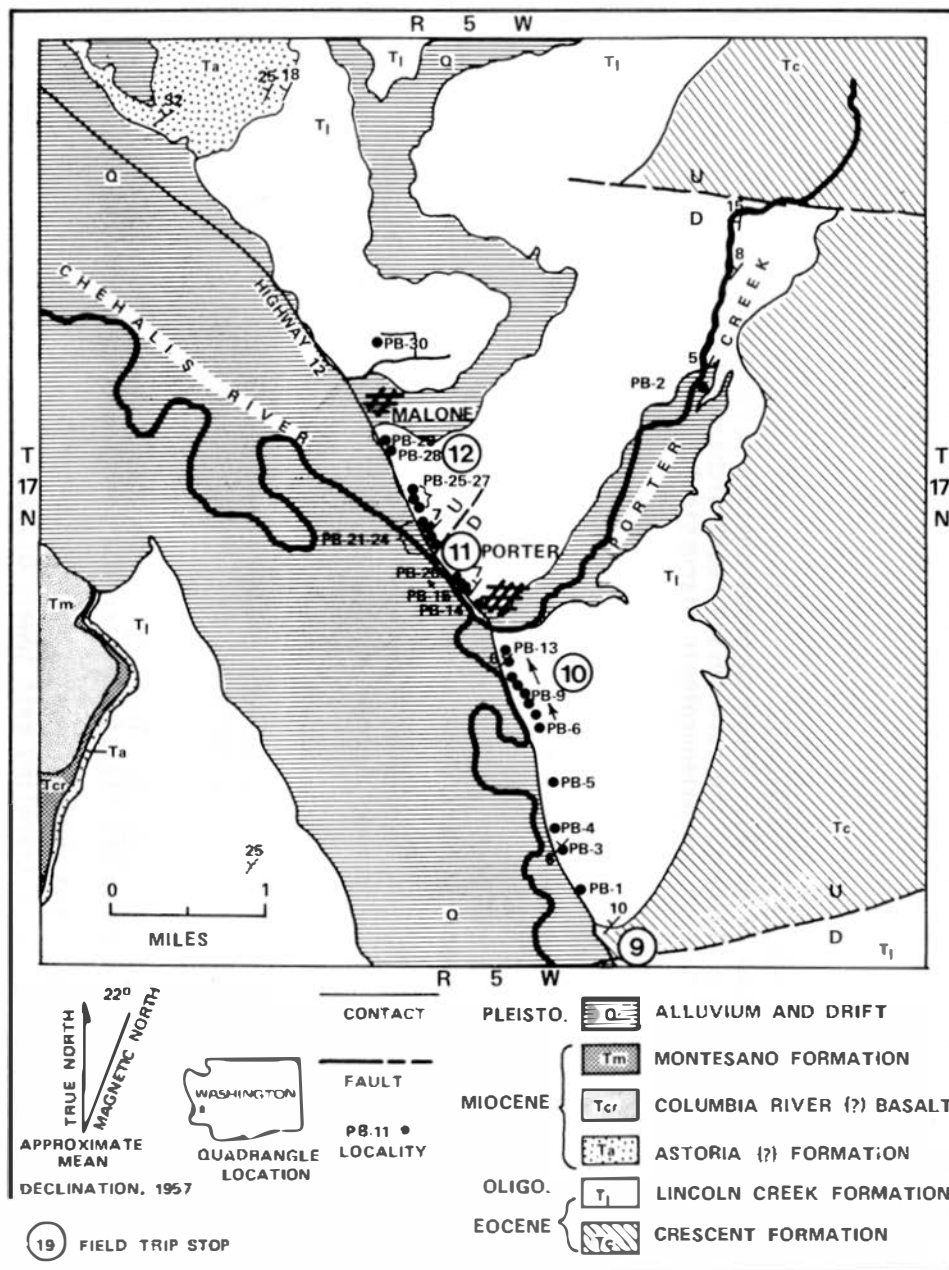 R 5 W
Ta
25
18
32
Tl
Q
Tl
Tc
Tl
Q
U
D
15
8
CHEHALIS RIVER
HIGHWAY 12
PORTER CREEK
PB-30
5
PB-2
MALONE
PB-29
PB-28
12
T
17
N
T
17
N
PB-25-27
U
D
7
PB-21-24
11
PORTER
PB-20
PB-14
Tm
Tl
Tl
6
PB-13
10
PB-9
PB-6
Ta
Tcr
PB-5
PB-4
PB-3
Tc
25
PB-1
0 1
MILES
Q
10
U
D
9
Tl
R 5 W
22°
TRUE NORTH
MAGNETIC NORTH
APPROXIMATE
MEAN
DECLINATION, 1957
WASHINGTON
QUADRANGLE
LOCATION
CONTACT
FAULT
PB-11
LOCALITY
PLEISTO. Q ALLUVIUM AND DRIFT
MIOCENE
Tm MONTESANO FORMATION
Tcr COLUMBIA RIVER (?) BASALT
Ta ASTORIA (?) FORMATION
OLIGO. Tl LINCOLN CREEK FORMATION
EOCENE
Tc CRESCENT FORMATION
19 FIELD TRIP STOP